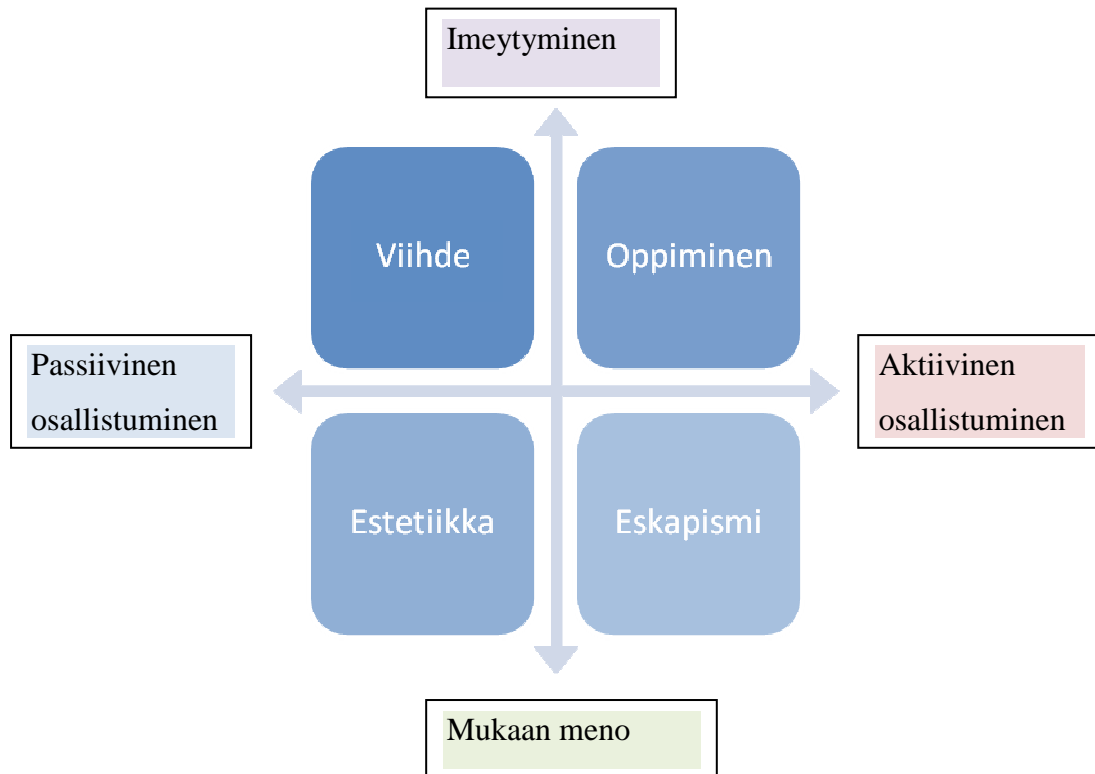 Imeytyminen
Viihde
Oppiminen
Passiivinen
osallistuminen
Aktiivinen
osallistuminen
Estetiikka
Eskapismi
Mukaan meno